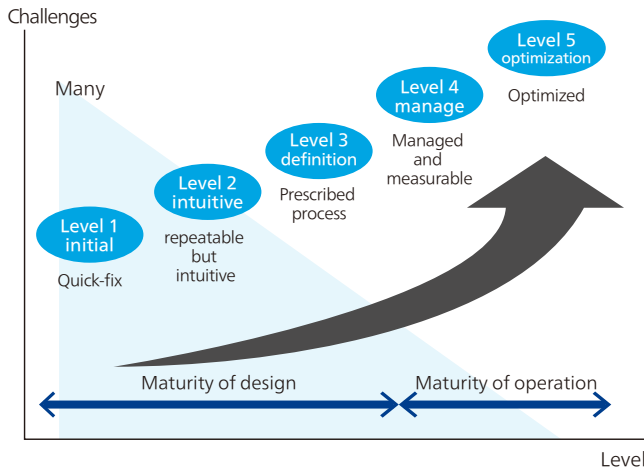 Challenges
Many
Level 1
initial
Quick-fix
Level 2
intuitive
repeatable
but
intuitive
Level 3
definition
Prescribed
process
Level 4
manage
Managed
and
measurable
Level 5
optimization
Optimized
Maturity of design
Maturity of operation
Level